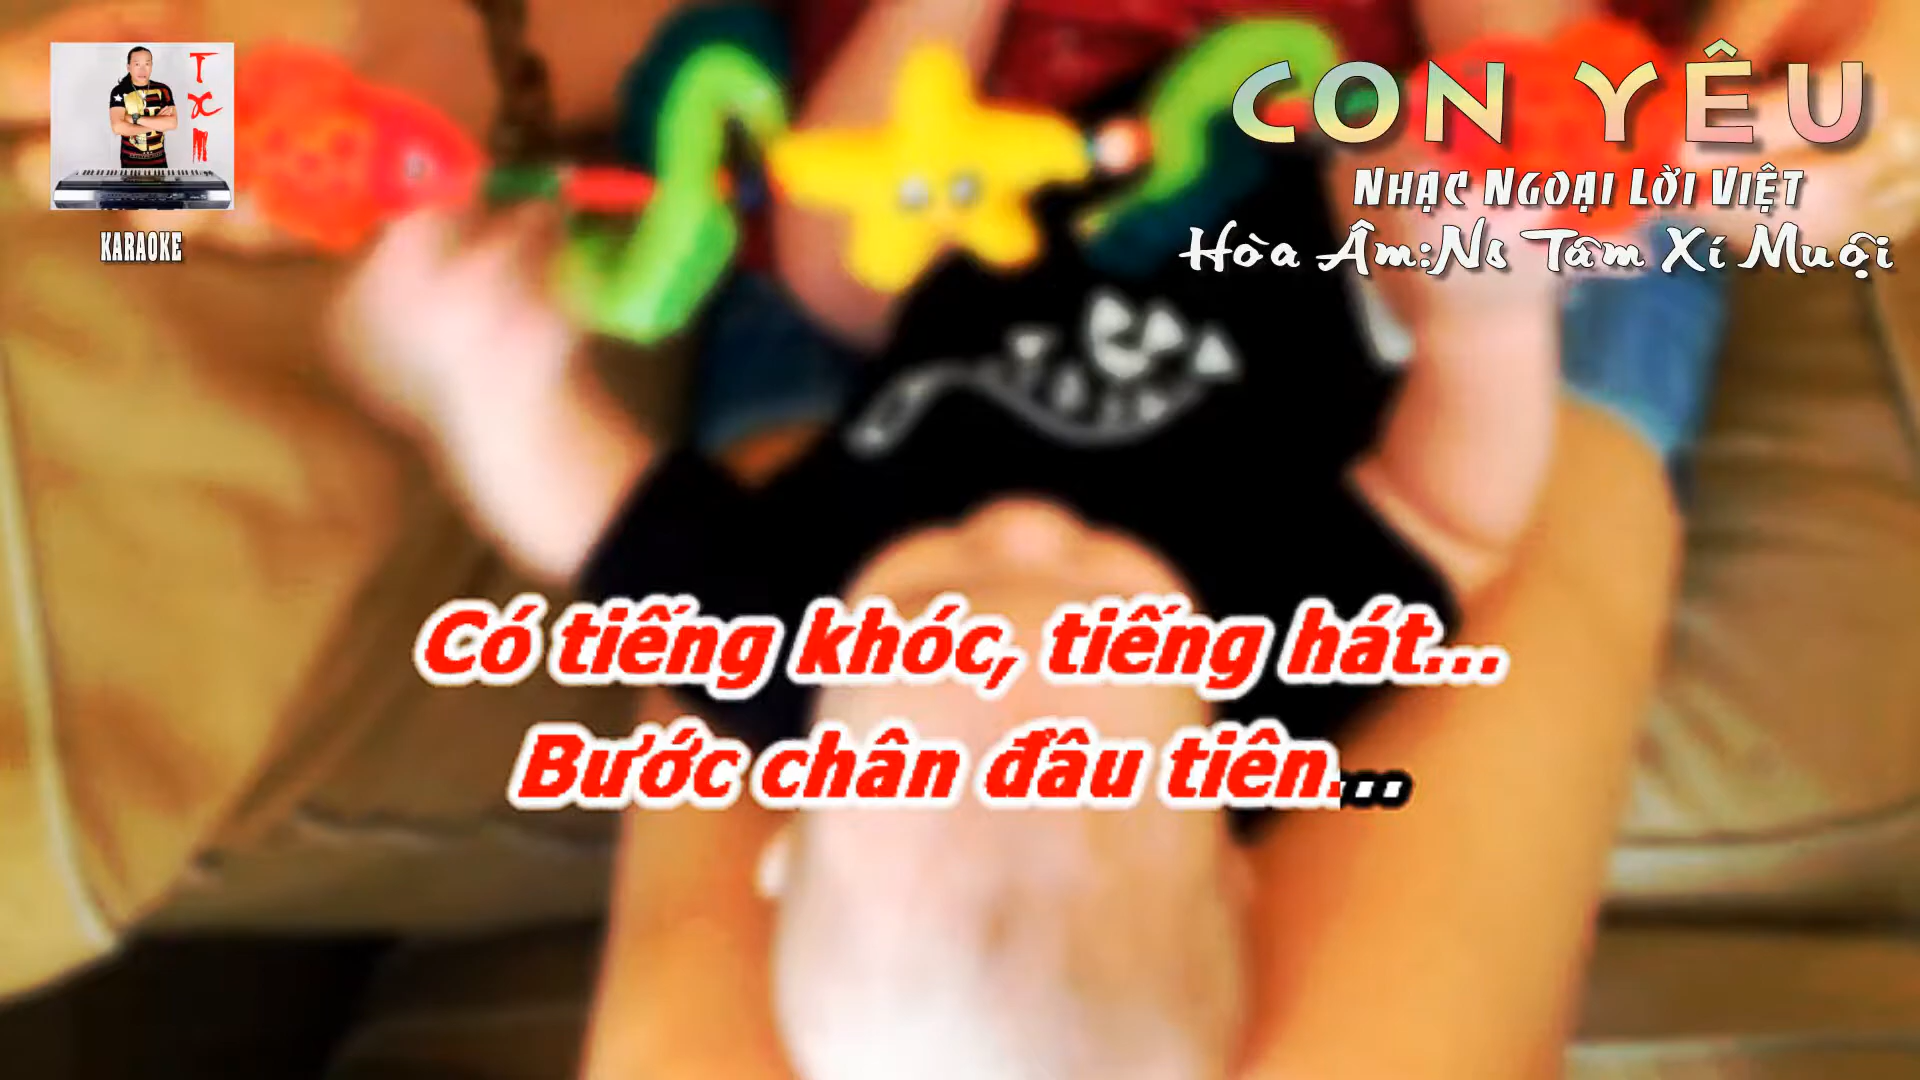 TXM
KARAOKE
CON YÊU
NHẠC NGOẠI LỜI VIỆT
Hòa Âm:Ns Tâm Xí Muội
Có tiếng khóc, tiếng hát...
Bước chân đầu tiên...